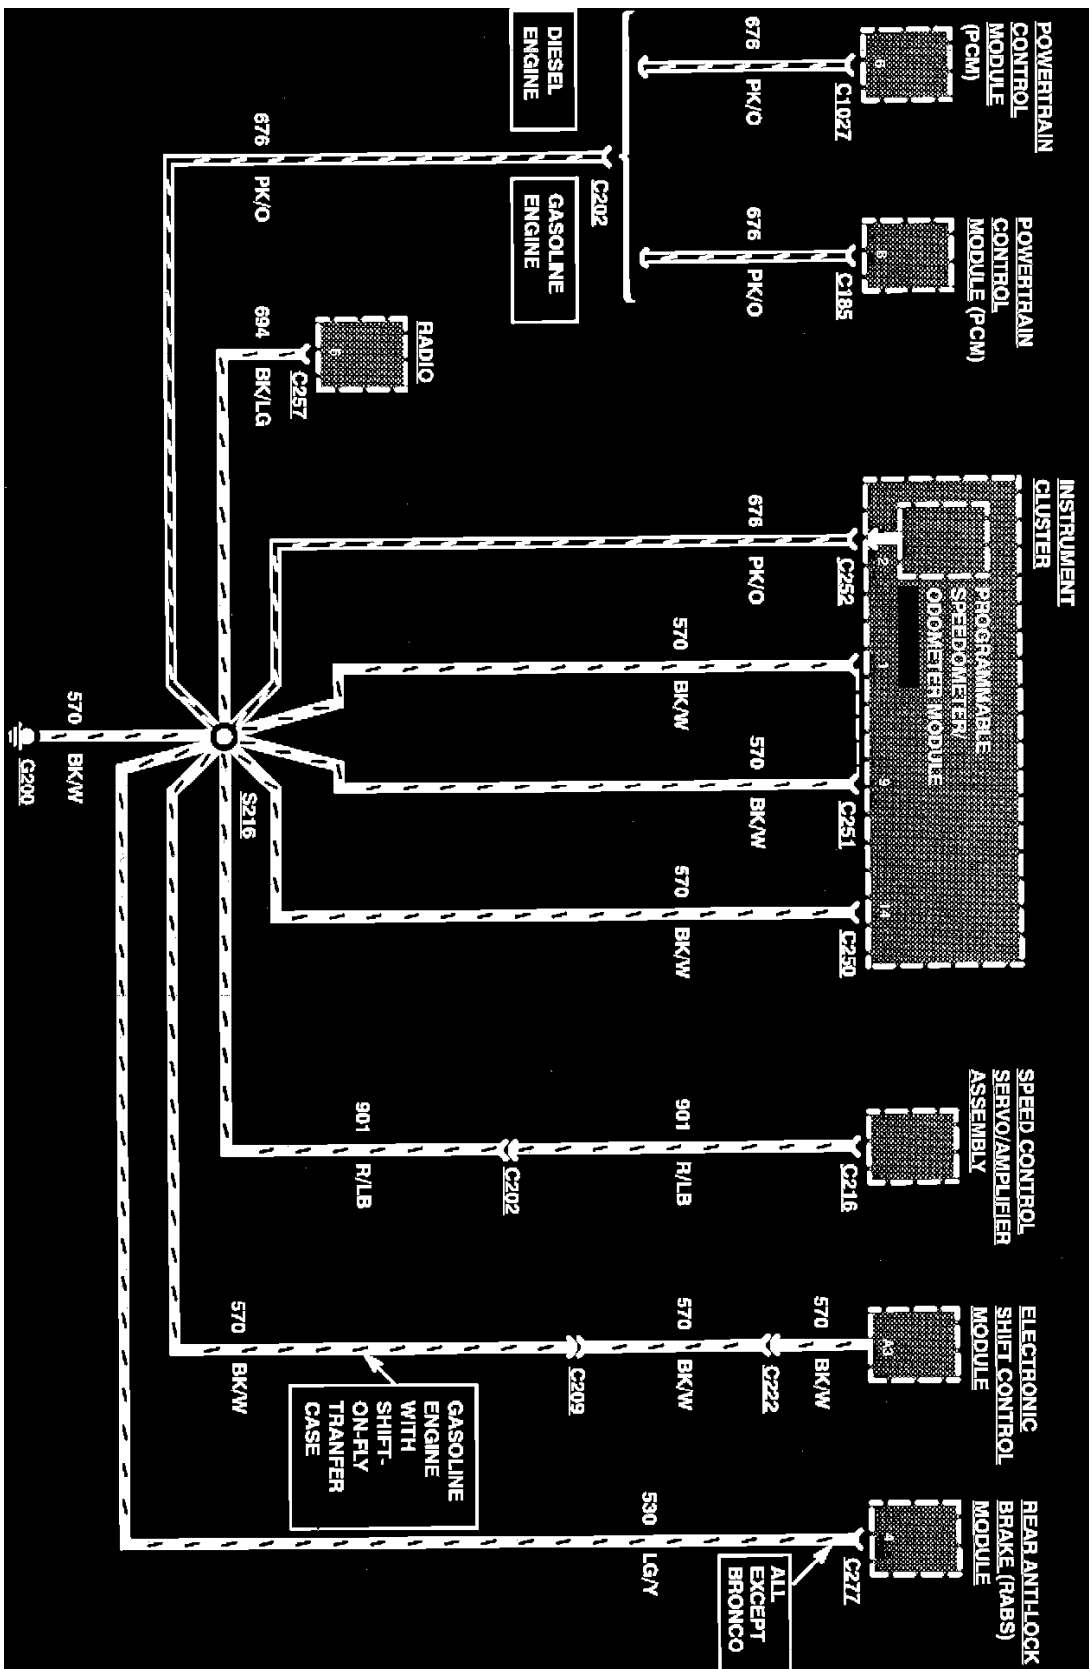 POWERTRAIN
CONTROL
MODULE
(PCM)
6
C1027
676
PK/O
POWERTRAIN
CONTROL
MODULE (PCM)
C185
676
PK/O
DIESEL
ENGINE
GASOLINE
ENGINE
C202
676
PK/O
RADIO
C257
694
BK/LG
INSTRUMENT
CLUSTER
PROGRAMMABLE
SPEEDOMETER/
ODOMETER MODULE
2
C252
676
PK/O
1
570
BK/W
9
C251
570
BK/W
14
C250
570
BK/W
SPEED CONTROL
SERVO/AMPLIFIER
ASSEMBLY
C216
901
R/LB
C202
901
R/LB
ELECTRONIC
SHIFT CONTROL
MODULE
A3
570
BK/W
C222
570
BK/W
C209
570
BK/W
GASOLINE
ENGINE
WITH
SHIFT-
ON-FLY
TRANFER
CASE
REAR ANTI-LOCK
BRAKE (RABS)
MODULE
4
C277
ALL
EXCEPT
BRONCO
530
LG/Y
S216
570
BK/W
G200